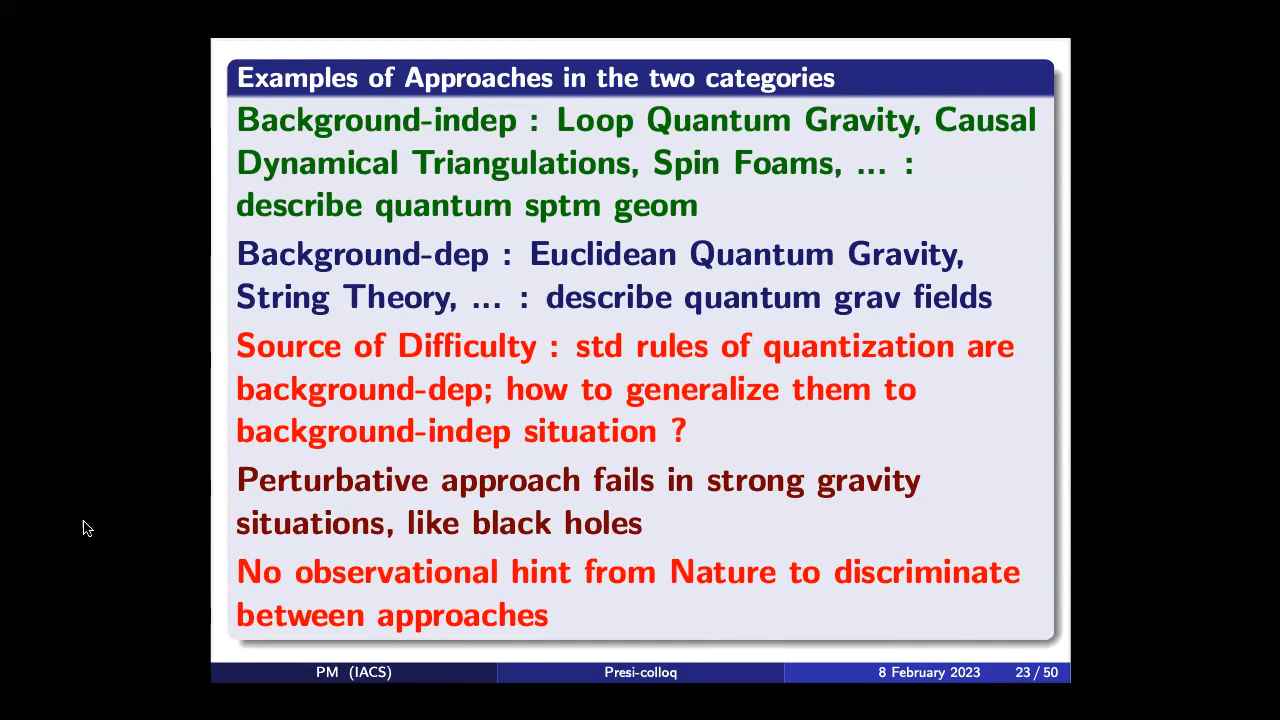 Examples of Approaches in the two categories
Background-indep : Loop Quantum Gravity, Causal
Dynamical Triangulations, Spin Foams, ... :
describe quantum sptm geom
Background-dep : Euclidean Quantum Gravity,
String Theory, ... : describe quantum grav fields
Source of Difficulty : std rules of quantization are
background-dep; how to generalize them to
background-indep situation ?
Perturbative approach fails in strong gravity
situations, like black holes
No observational hint from Nature to discriminate
between approaches
PM (IACS) Presi-colloq 8 February 2023 23 / 50